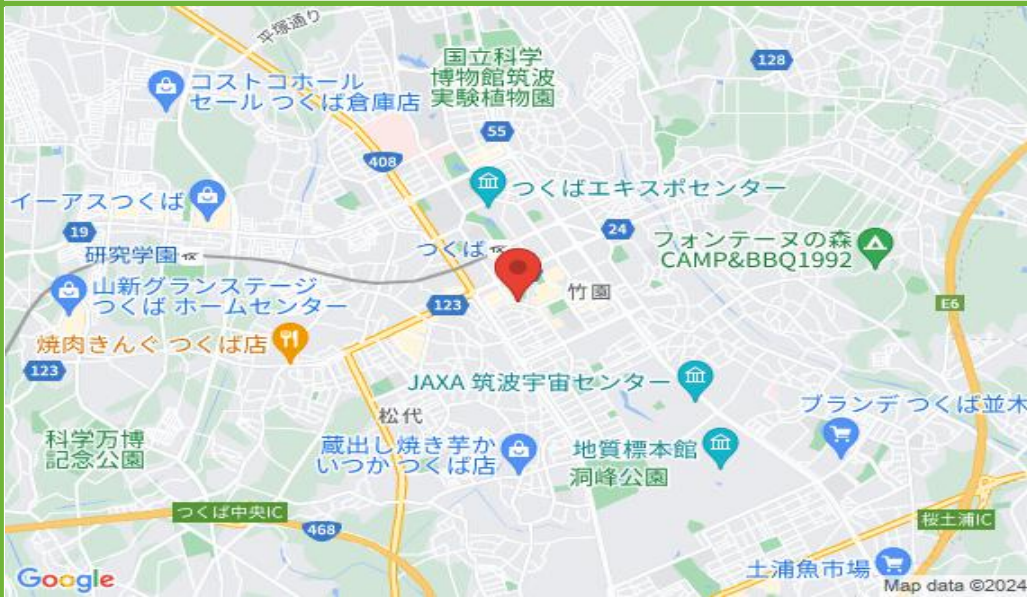 平塚通り
国立科学
博物館筑波
実験植物園
128
コストコホール
セール つくば倉庫店
55
408
つくばエキスポセンター
イーアスつくば
19
24
研究学園
つくば
フォンテーヌの森
CAMP&BBQ1992
山新グランステージ
つくば ホームセンター
竹園
123
E6
焼肉きんぐ つくば店
123
JAXA 筑波宇宙センター
松代
ブランデ つくば並木
科学万博
記念公園
蔵出し焼き芋か
いつか つくば店
地質標本館
洞峰公園
つくば中央IC
468
桜土浦IC
土浦魚市場
Google
Map data ©2024